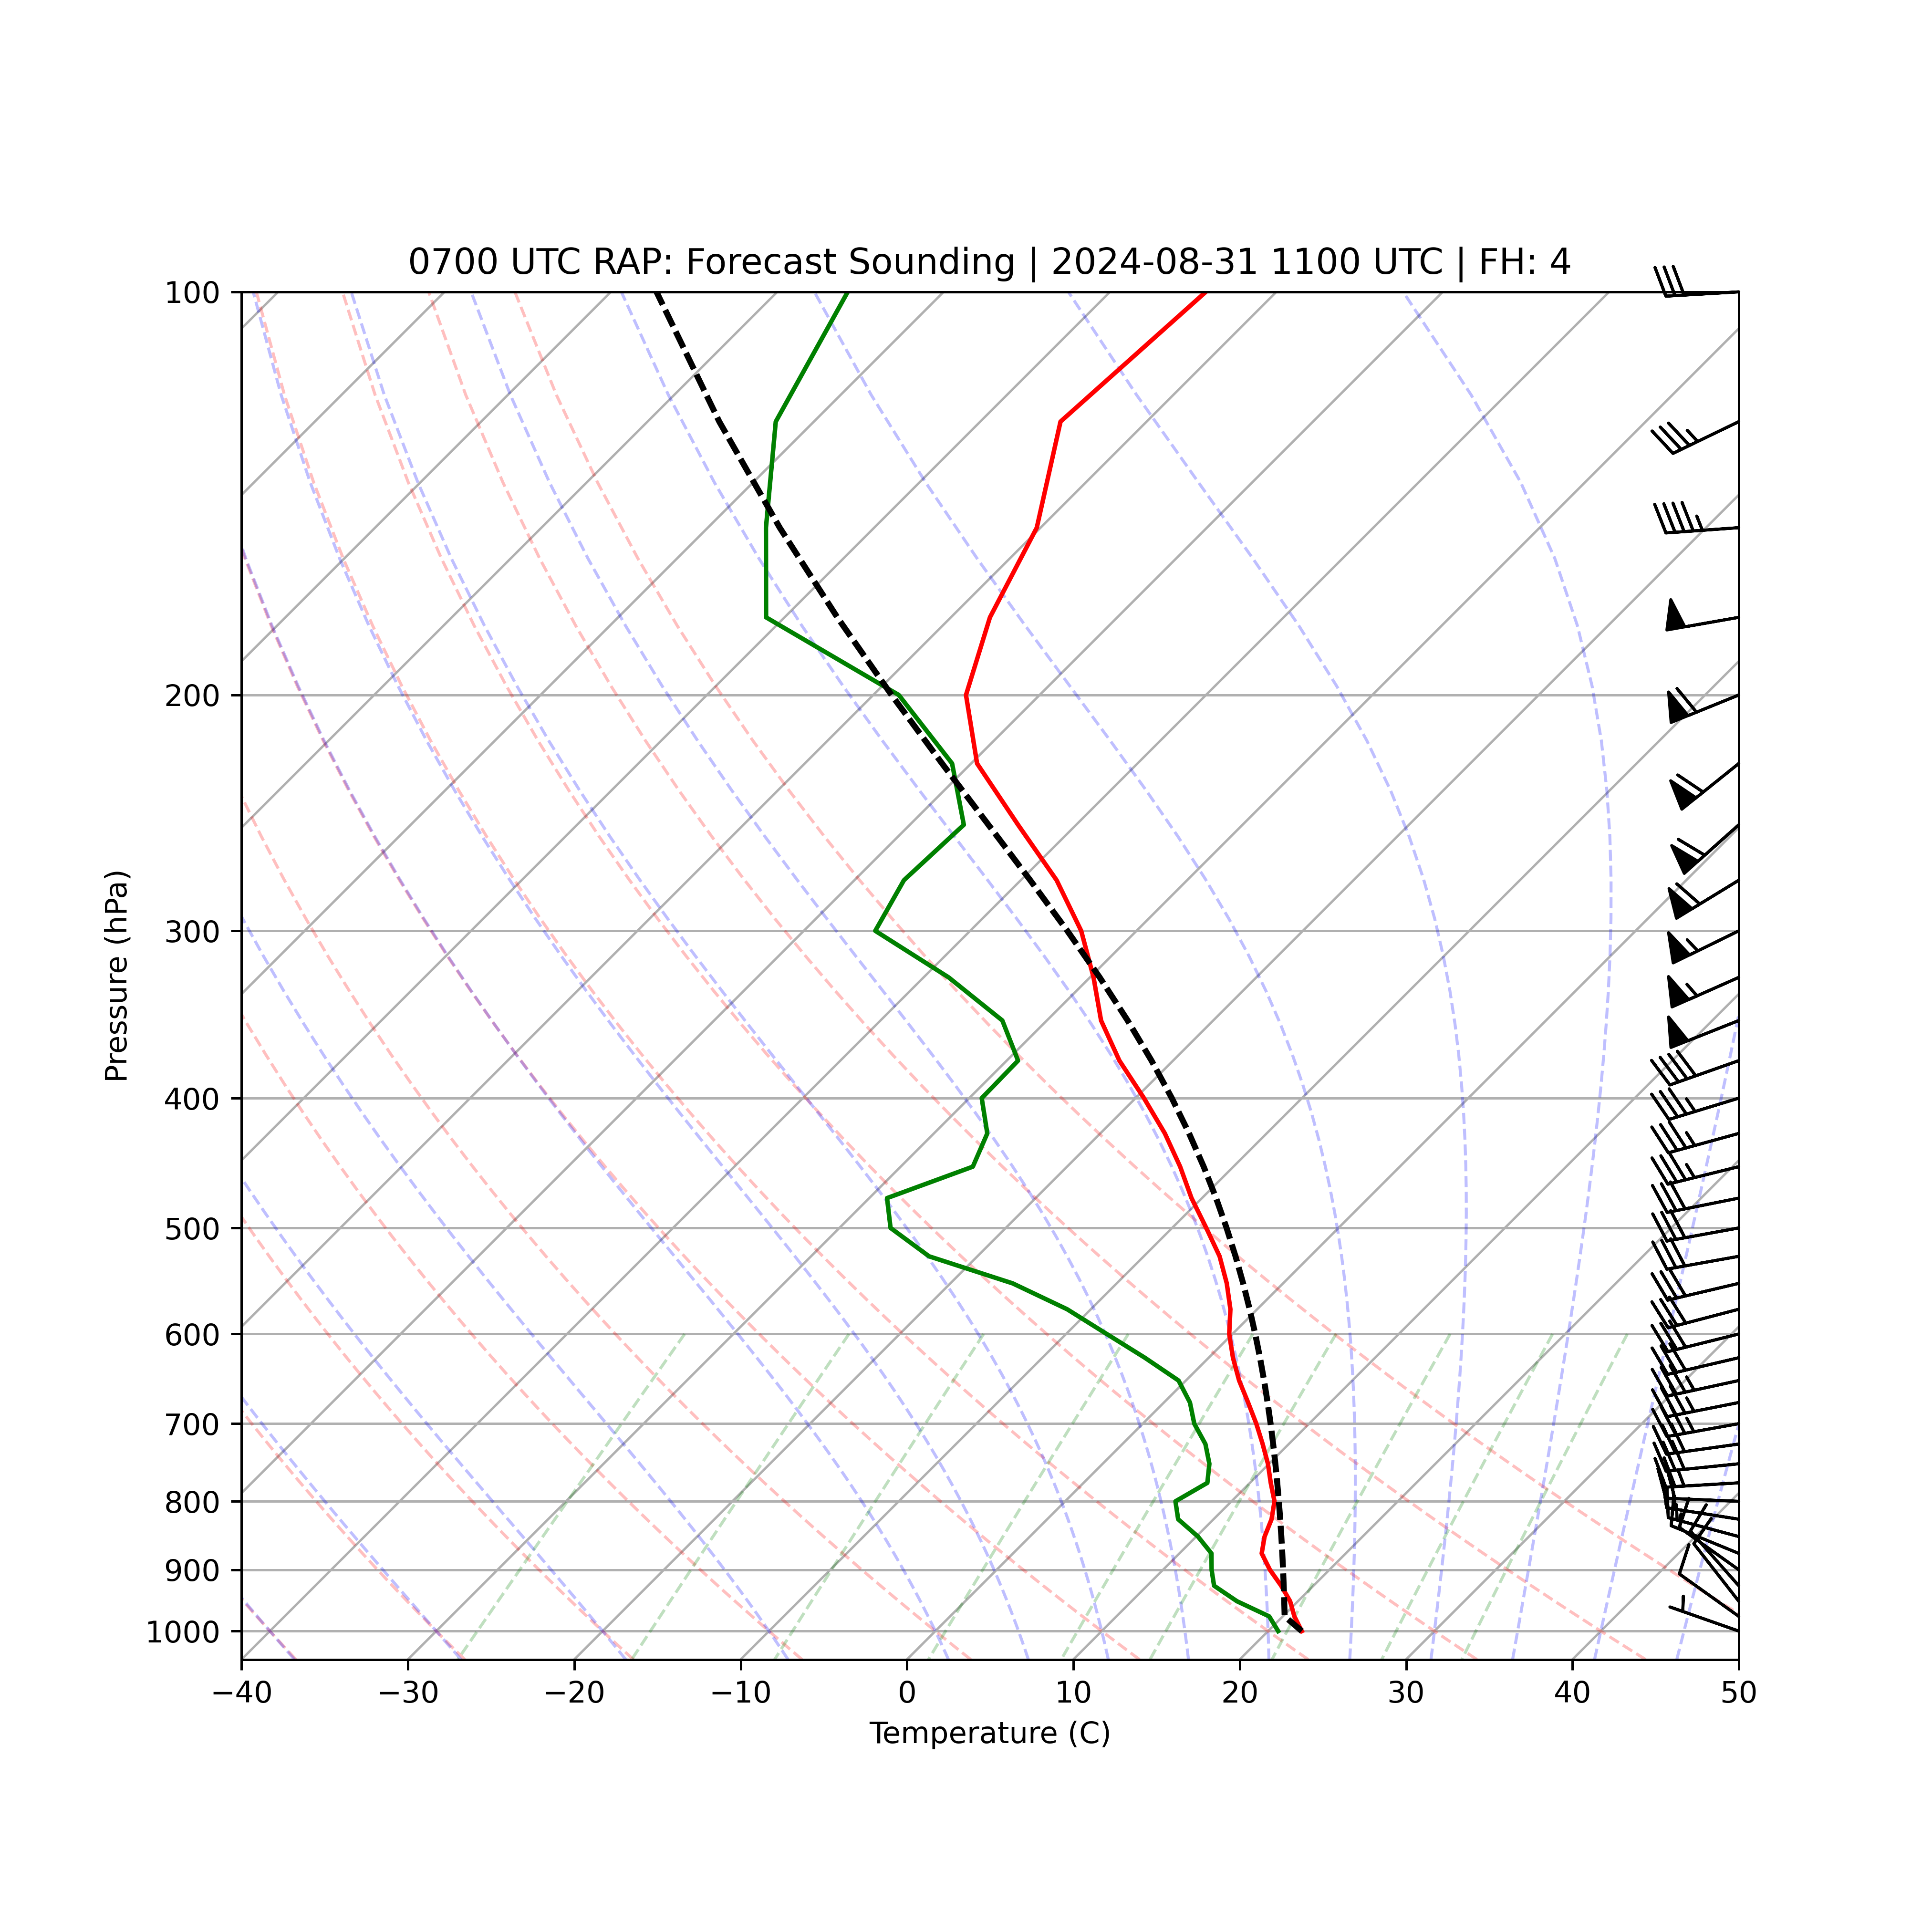 0700 UTC RAP: Forecast Sounding | 2024-08-31 1100 UTC | FH: 4
100
200
300
400
500
600
700
800
900
1000
Pressure (hPa)
−40 −30 −20 −10 0 10 20 30 40 50
Temperature (C)